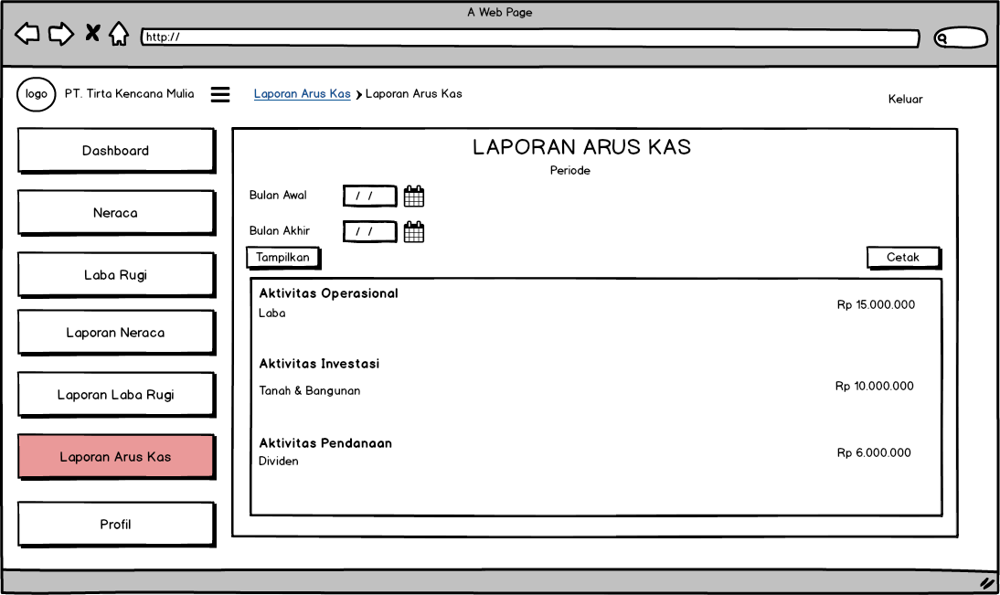 A Web Page
http://
logo
PT. Tirta Kencana Mulia
Laporan Arus Kas
Laporan Arus Kas
Keluar
Dashboard
Neraca
Laba Rugi
Laporan Neraca
Laporan Laba Rugi
Laporan Arus Kas
Profil
LAPORAN ARUS KAS
Periode
Bulan Awal
/ /
Bulan Akhir
/ /
Tampilkan
Cetak
Aktivitas Operasional
Laba
Rp 15.000.000
Aktivitas Investasi
Tanah & Bangunan
Rp 10.000.000
Aktivitas Pendanaan
Dividen
Rp 6.000.000